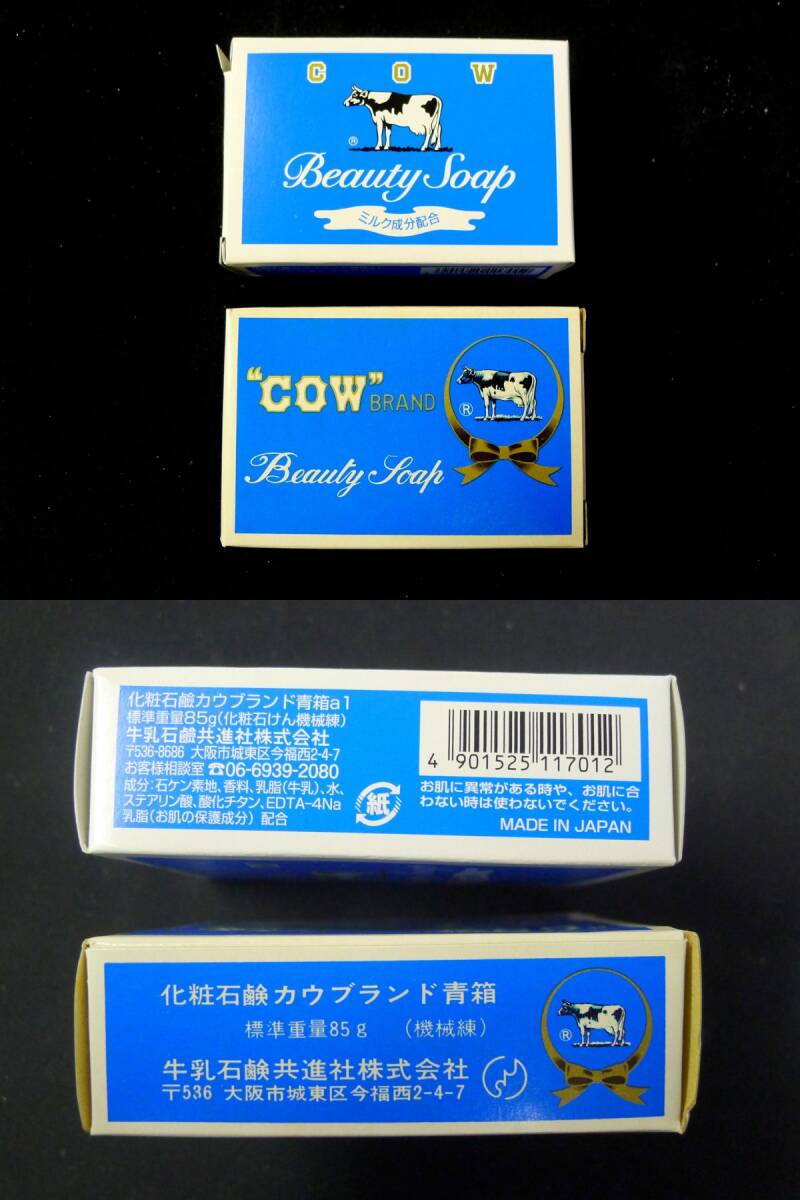 COW
®
Beauty Soap
ミルク成分配合
"COW" BRAND
®
Beauty Soap
化粧石鹸カウブランド青箱a1
標準重量85g(化粧石けん機械練)
牛乳石鹸共進社株式会社
〒536-8686 大阪市城東区今福西2-4-7
お客様相談室☎06-6939-2080
成分:石ケン素地、香料、乳脂(牛乳)、水、
ステアリン酸、酸化チタン、EDTA-4Na
乳脂(お肌の保護成分) 配合
紙
4 901525 117012
お肌に異常がある時や、お肌に合
わない時は使わないでください。
MADE IN JAPAN
化粧石鹸カウブランド青箱
標準重量85g (機械練)
牛乳石鹸共進社株式会社
〒536 大阪市城東区今福西2-4-7
®